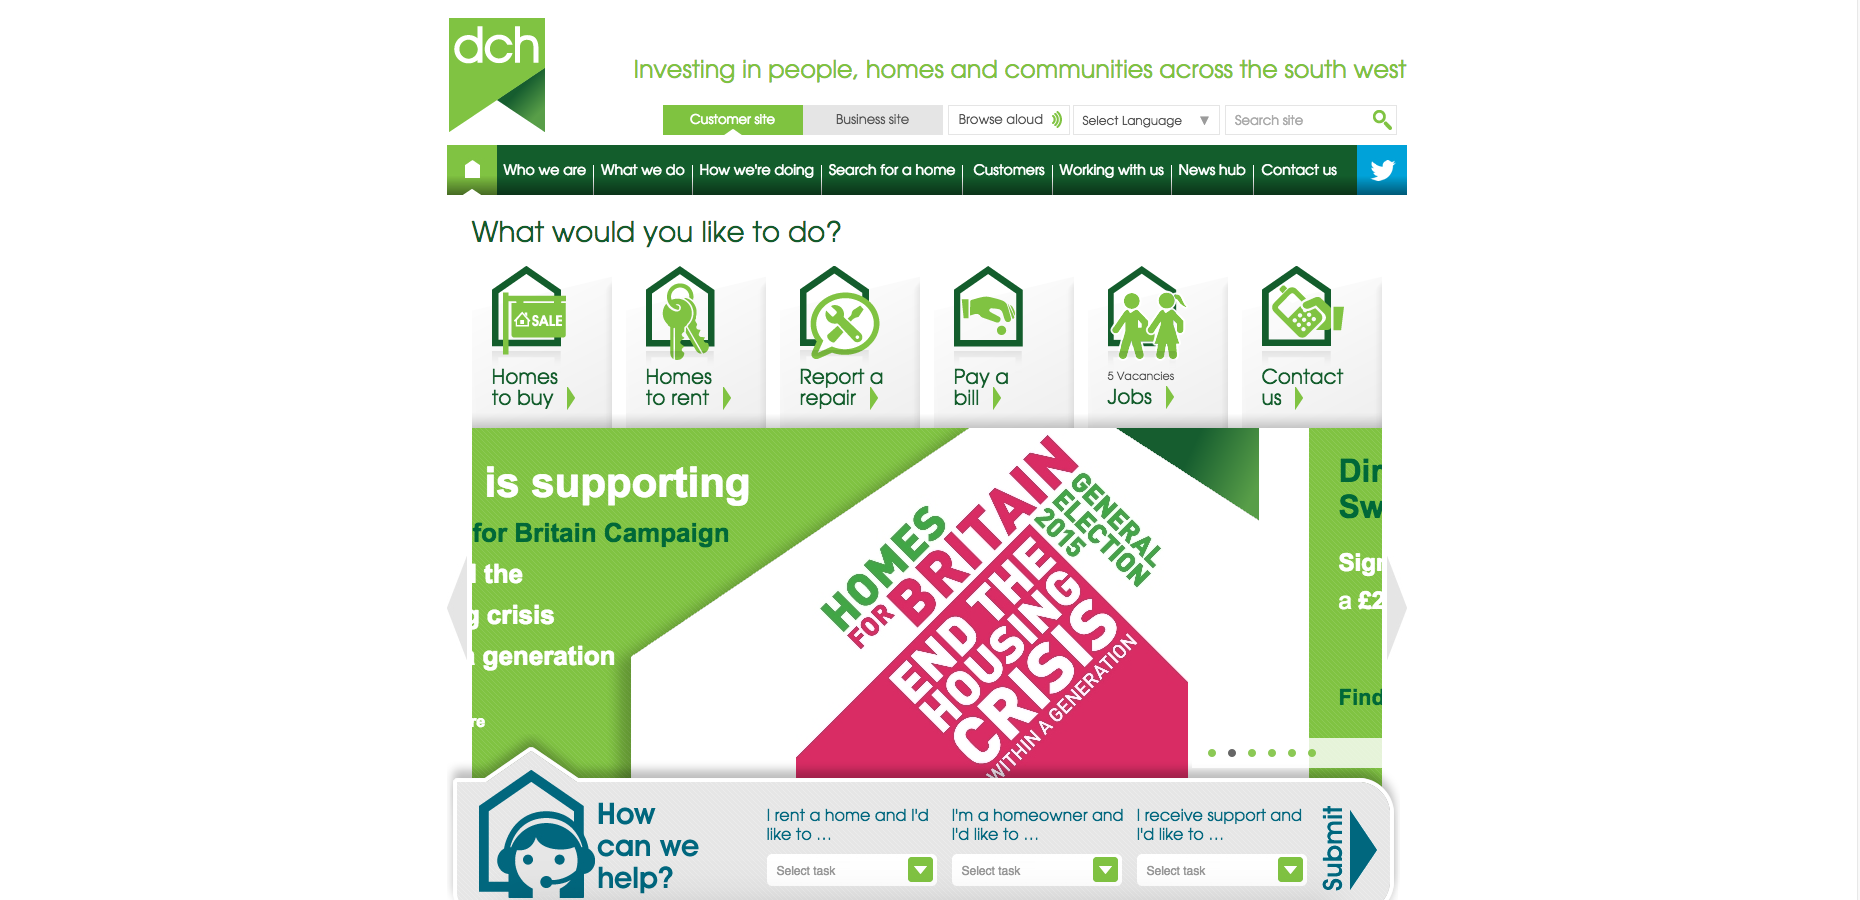 dch
Investing in people, homes and communities across the south west
Customer site
Business site
Browse aloud
Select Language
Search site
Who we are
What we do
How we're doing
Search for a home
Customers
Working with us
News hub
Contact us
What would you like to do?
SALE
Homes
to buy
Homes
to rent
Report a
repair
Pay a
bill
5 Vacancies
Jobs
Contact
us
is supporting
for Britain Campaign
the
crisis
generation
HOMES
FOR BRITAIN
GENERAL
ELECTION
2015
END THE
HOUSING
CRISIS
WITHIN A GENERATION
Sign
a £2
Find
How
can we
help?
I rent a home and I'd
like to …
Select task
I'm a homeowner and
I'd like to …
Select task
I receive support and
I'd like to …
Select task
Submit